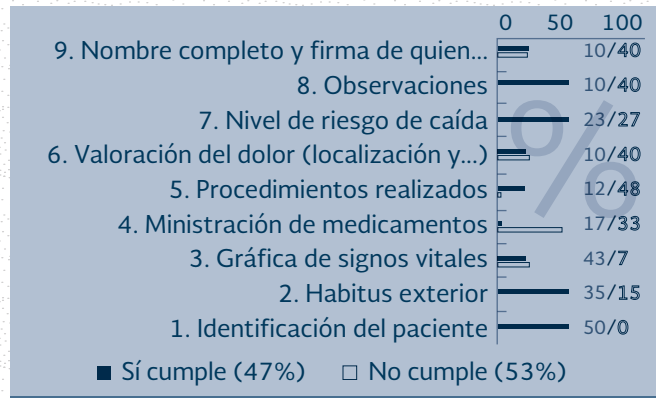 0 50 100
9. Nombre completo y firma de quien... 10/40
8. Observaciones 10/40
7. Nivel de riesgo de caída 23/27
6. Valoración del dolor (localización y...) 10/40
5. Procedimientos realizados 12/48
4. Ministración de medicamentos 17/33
3. Gráfica de signos vitales 43/7
2. Habitus exterior 35/15
1. Identificación del paciente 50/0
%
Sí cumple (47%) No cumple (53%)